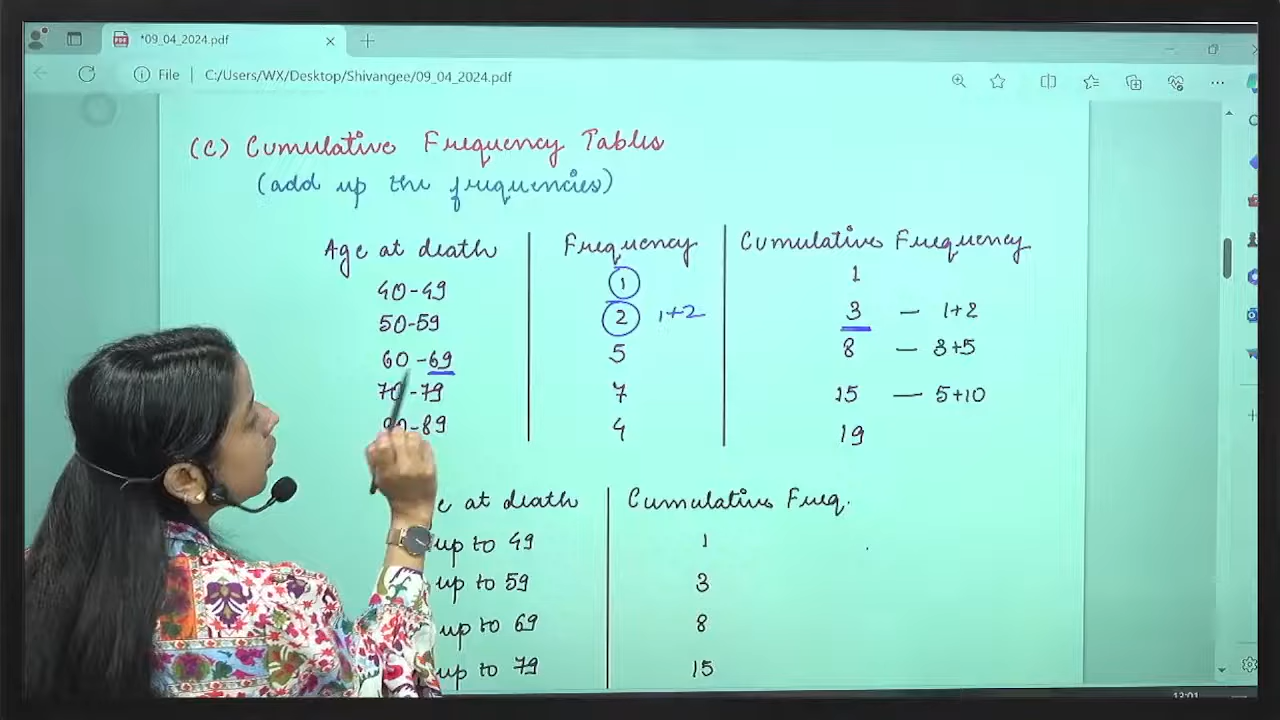 *09_04_2024.pdf
File C:/Users/WX/Desktop/Shivangee/09_04_2024.pdf
(C) Cumulative Frequency Tables
(add up the frequencies)
Age at death Frequency Cumulative Frequency
40-49 1 1
50-59 2 1+2 3 — 1+2
60-69 5 8 — 3+5
70-79 7 15 — 5+10
-89 4 19
at death Cumulative Freq.
up to 49 1
up to 59 3
up to 69 8
up to 79 15